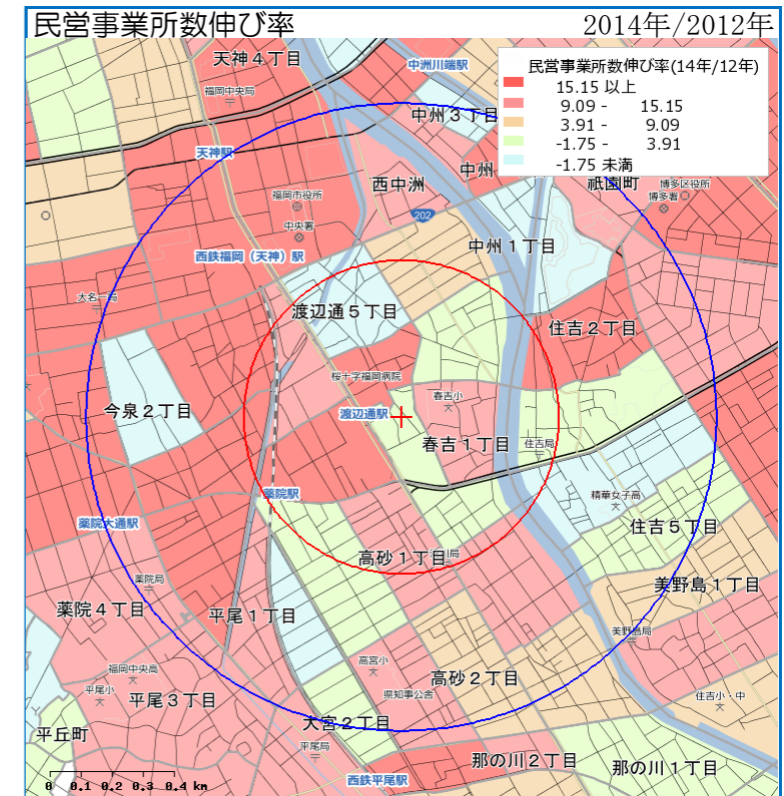 民営事業所数伸び率
2014年/2012年
天神4丁目
中洲川端駅
民営事業所数伸び率(14年/12年)
15.15 以上
9.09 - 15.15
3.91 - 9.09
-1.75 - 3.91
-1.75 未満
福岡中央局
中州3丁目
天神駅
西中洲
中州
祇園町
博多区役所
博多署
福岡市役所
中央署
202
西鉄福岡(天神)駅
中州1丁目
大名一局
渡辺通5丁目
住吉2丁目
桜十字福岡病院
春吉小
今泉2丁目
渡辺通駅
春吉1丁目
住吉局
薬院駅
精華女子高
薬院大通駅
住吉5丁目
高砂1丁目
局
薬院局
美野島1丁目
薬院4丁目
平尾1丁目
美野島局
高宮小
福岡中央高
高砂2丁目
平尾小
県知事公舎
住吉小・中
平尾3丁目
大宮2丁目
平丘町
平尾局
那の川2丁目
那の川1丁目
西鉄平尾駅
0 0.1 0.2 0.3 0.4 km